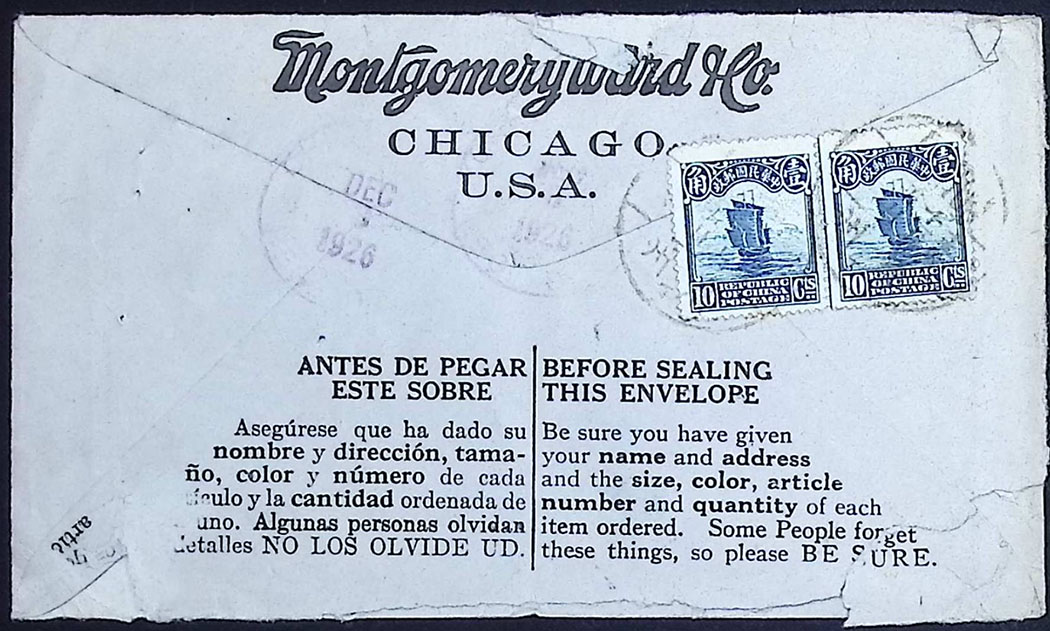 Montgomery Ward & Co.
CHICAGO
U.S.A.
DEC
1926
1926
角 中華民國郵政 壹
10 REPUBLIC OF CHINA POSTAGE Cts
角 中華民國郵政 壹
10 REPUBLIC OF CHINA POSTAGE Cts
ANTES DE PEGAR
ESTE SOBRE
Asegúrese que ha dado su
nombre y dirección, tama-
ño, color y número de cada
ículo y la cantidad ordenada de
uno. Algunas personas olvidan
detalles NO LOS OLVIDE UD.
BEFORE SEALING
THIS ENVELOPE
Be sure you have given
your name and address
and the size, color, article
number and quantity of each
item ordered. Some People forget
these things, so please BE SURE.